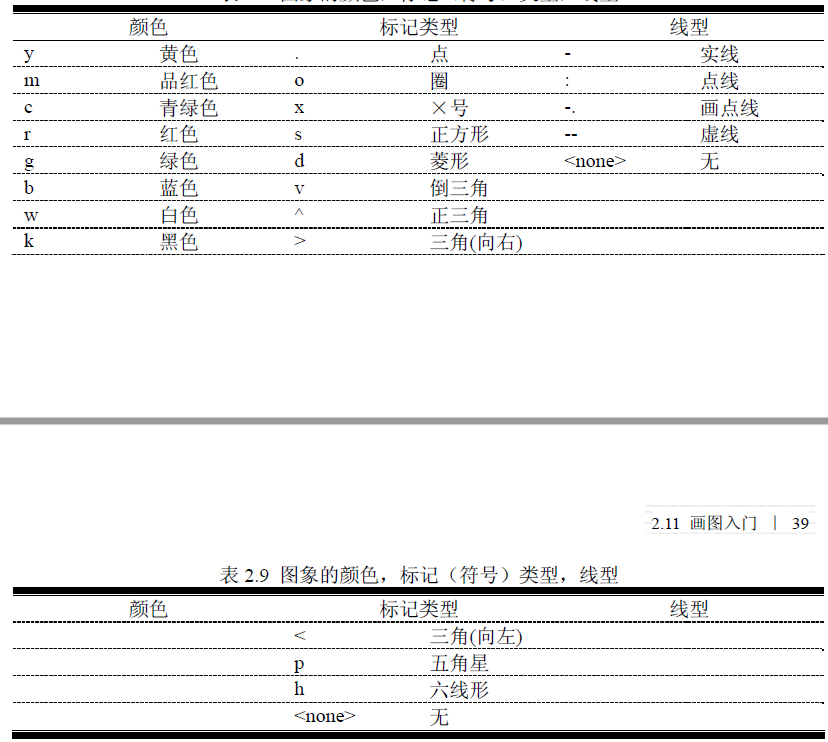 颜色 标记类型 线型
y 黄色 . 点 - 实线
m 品红色 o 圈 : 点线
c 青绿色 x ×号 -. 画点线
r 红色 s 正方形 -- 虚线
g 绿色 d 菱形 <none> 无
b 蓝色 v 倒三角
w 白色 ^ 正三角
k 黑色 > 三角(向右)
2.11 画图入门 | 39
表 2.9 图象的颜色，标记（符号）类型，线型
颜色 标记类型 线型
< 三角(向左)
p 五角星
h 六线形
<none> 无